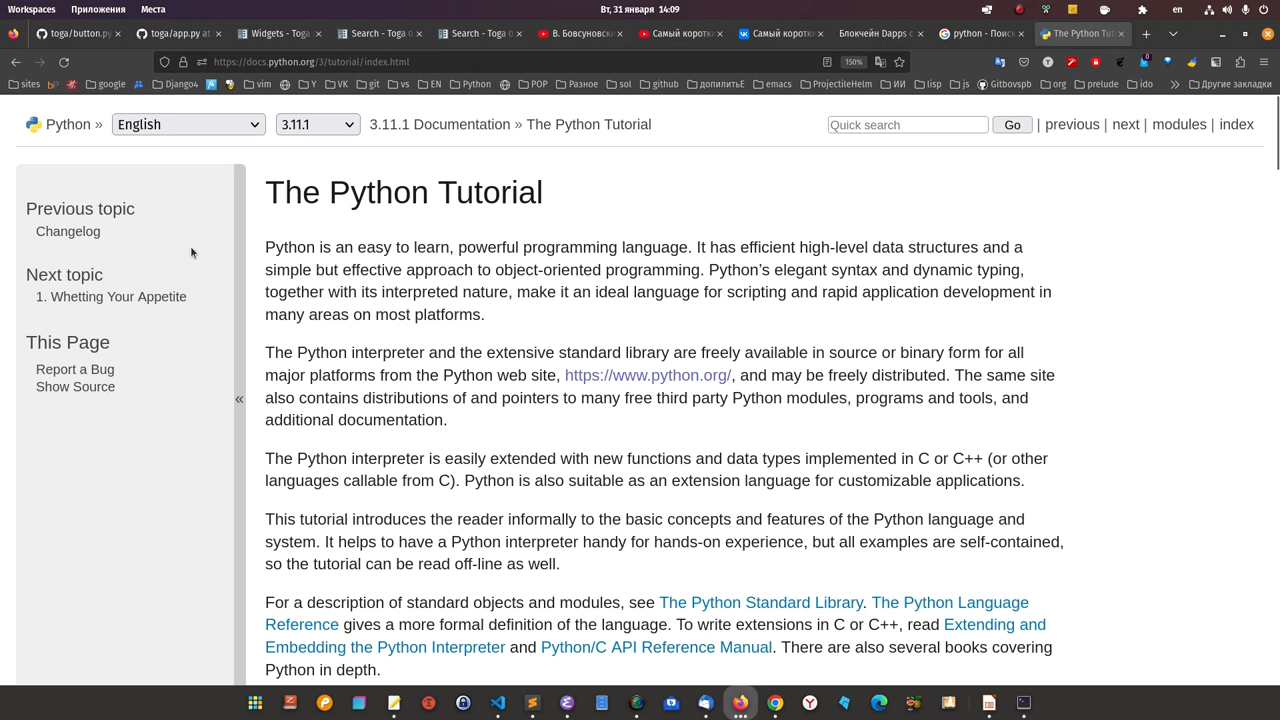 Workspaces Приложения Места Вт, 31 января 14:09 en
toga/button.py toga/app.py at Widgets - Toga Search - Toga 0 Search - Toga 0 В. Бовсуновски Самый коротк Самый коротк Блокчейн Dapps c python - Поис The Python Tut
https://docs.python.org/3/tutorial/index.html 150%
sites google Django4 vim Y VK git vs EN Python POP Разное sol github допилитьБ emacs ProjectileHelm ИИ lisp js Gitbovspb org prelude ido Другие закладки
Python » English 3.11.1 3.11.1 Documentation » The Python Tutorial Quick search Go | previous | next | modules | index
Previous topic
Changelog
Next topic
1. Whetting Your Appetite
This Page
Report a Bug
Show Source
«
The Python Tutorial
Python is an easy to learn, powerful programming language. It has efficient high-level data structures and a
simple but effective approach to object-oriented programming. Python’s elegant syntax and dynamic typing,
together with its interpreted nature, make it an ideal language for scripting and rapid application development in
many areas on most platforms.
The Python interpreter and the extensive standard library are freely available in source or binary form for all
major platforms from the Python web site, https://www.python.org/, and may be freely distributed. The same site
also contains distributions of and pointers to many free third party Python modules, programs and tools, and
additional documentation.
The Python interpreter is easily extended with new functions and data types implemented in C or C++ (or other
languages callable from C). Python is also suitable as an extension language for customizable applications.
This tutorial introduces the reader informally to the basic concepts and features of the Python language and
system. It helps to have a Python interpreter handy for hands-on experience, but all examples are self-contained,
so the tutorial can be read off-line as well.
For a description of standard objects and modules, see The Python Standard Library. The Python Language
Reference gives a more formal definition of the language. To write extensions in C or C++, read Extending and
Embedding the Python Interpreter and Python/C API Reference Manual. There are also several books covering
Python in depth.